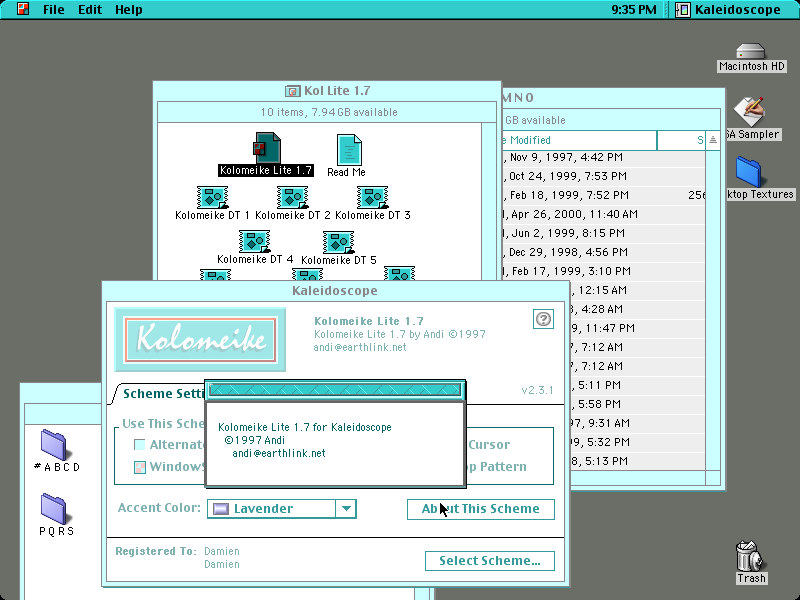 File Edit Help
9:35 PM
Kaleidoscope
Macintosh HD
SA Sampler
ktop Textures
Trash
Kol Lite 1.7
10 items, 7.94 GB available
Kolomeike Lite 1.7
Read Me
Kolomeike DT 1
Kolomeike DT 2
Kolomeike DT 3
Kolomeike DT 4
Kolomeike DT 5
MNO
GB available
e Modified
S
, Nov 9, 1997, 4:42 PM
, Oct 24, 1999, 7:53 PM
, Feb 18, 1999, 7:52 PM
256
, Apr 26, 2000, 11:40 AM
, Jun 2, 1999, 8:15 PM
, Dec 29, 1998, 4:56 PM
, Feb 17, 1999, 3:10 PM
12:15 AM
4:28 AM
, 11:47 PM
, 7:12 AM
, 7:12 AM
5:11 PM
, 5:58 PM
97, 9:31 AM
, 5:32 PM
8, 5:13 PM
Kaleidoscope
Kolomeike
Kolomeike Lite 1.7
Kolomeike Lite 1.7 by Andi ©1997
andi@earthlink.net
?
v2.3.1
Scheme Setti
Use This Sche
Alternat
Window
Cursor
p Pattern
Kolomeike Lite 1.7 for Kaleidoscope
©1997 Andi
andi@earthlink.net
Accent Color:
Lavender
About This Scheme
Registered To: Damien
Damien
Select Scheme...
#ABCD
PQRS